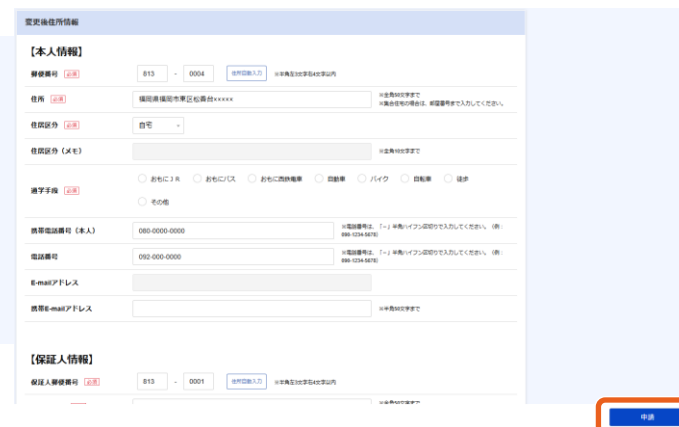 変更後住所情報
【本人情報】
郵便番号 必須 813 - 0004 住所自動入力 ※半角左3文字右4文字以内
住所 必須 福岡県福岡市東区松香台××××× ※全角50文字まで
※集合住宅の場合は、部屋番号まで入力してください。
住居区分 必須 自宅
住居区分（メモ） ※全角10文字まで
通学手段 必須 おもにJR おもにバス おもに西鉄電車 自動車 バイク 自転車 徒歩
その他
携帯電話番号（本人） 080-0000-0000 ※電話番号は、「-」半角ハイフン区切りで入力してください。（例：
098-1234-5678）
電話番号 092-000-0000 ※電話番号は、「-」半角ハイフン区切りで入力してください。（例：
098-1234-5678）
E-mailアドレス
携帯E-mailアドレス ※半角50文字まで
【保証人情報】
保証人郵便番号 必須 813 - 0001 住所自動入力 ※半角左3文字右4文字以内
申請